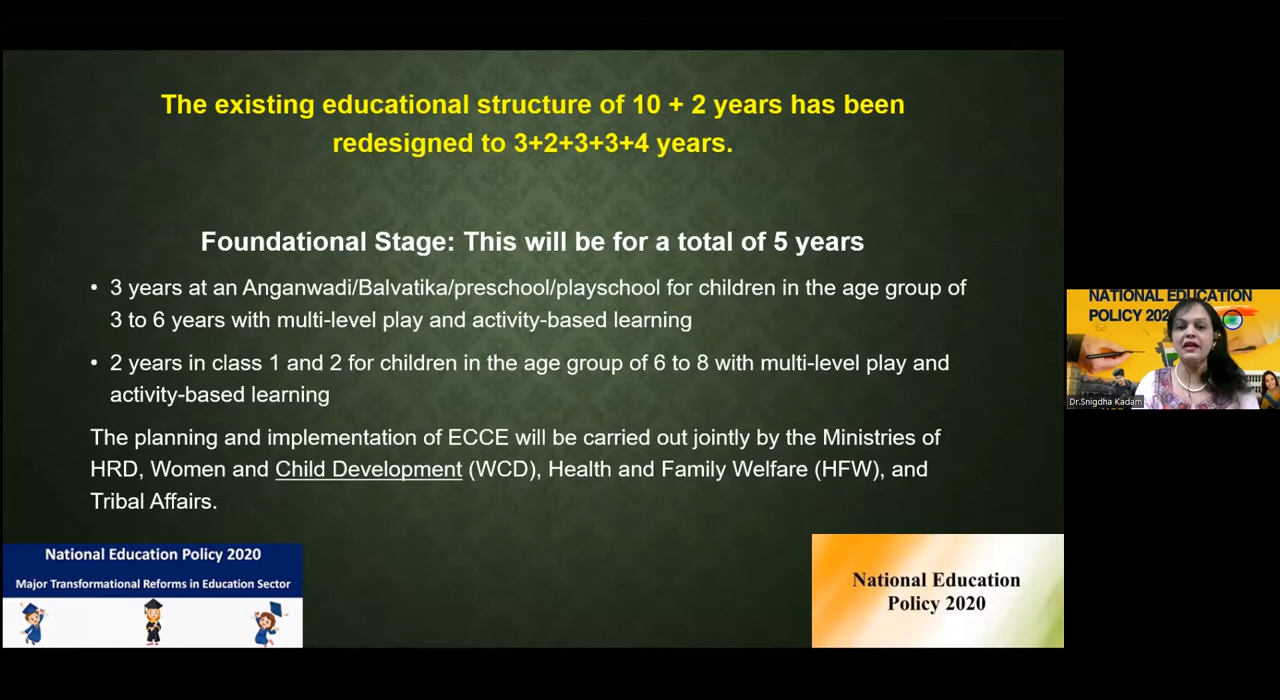 The existing educational structure of 10 + 2 years has been
redesigned to 3+2+3+3+4 years.
Foundational Stage: This will be for a total of 5 years
• 3 years at an Anganwadi/Balvatika/preschool/playschool for children in the age group of
3 to 6 years with multi-level play and activity-based learning
• 2 years in class 1 and 2 for children in the age group of 6 to 8 with multi-level play and
activity-based learning
The planning and implementation of ECCE will be carried out jointly by the Ministries of
HRD, Women and Child Development (WCD), Health and Family Welfare (HFW), and
Tribal Affairs.
National Education Policy 2020
Major Transformational Reforms in Education Sector
National Education
Policy 2020
NATIONAL EDUCATION
POLICY 202
Dr.Snigdha Kadam